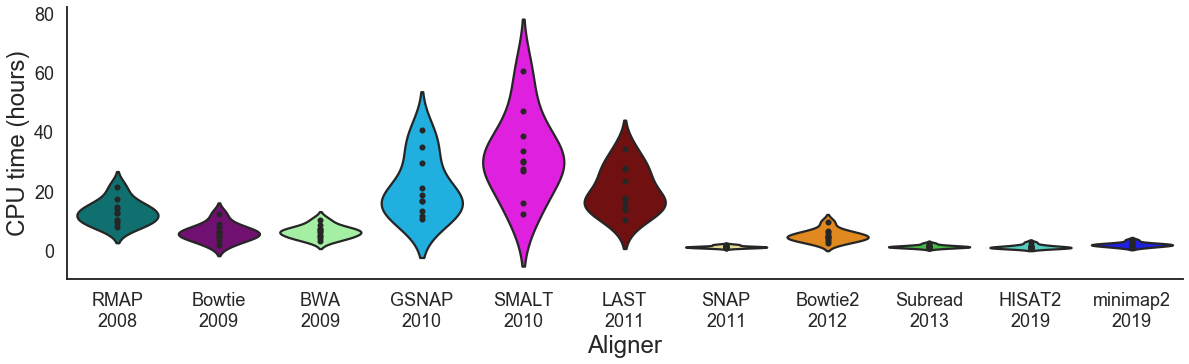 CPU time (hours)
80
60
40
20
0
RMAP Bowtie BWA GSNAP SMALT LAST SNAP Bowtie2 Subread HISAT2 minimap2
2008 2009 2009 2010 2010 2011 2011 2012 2013 2019 2019
Aligner